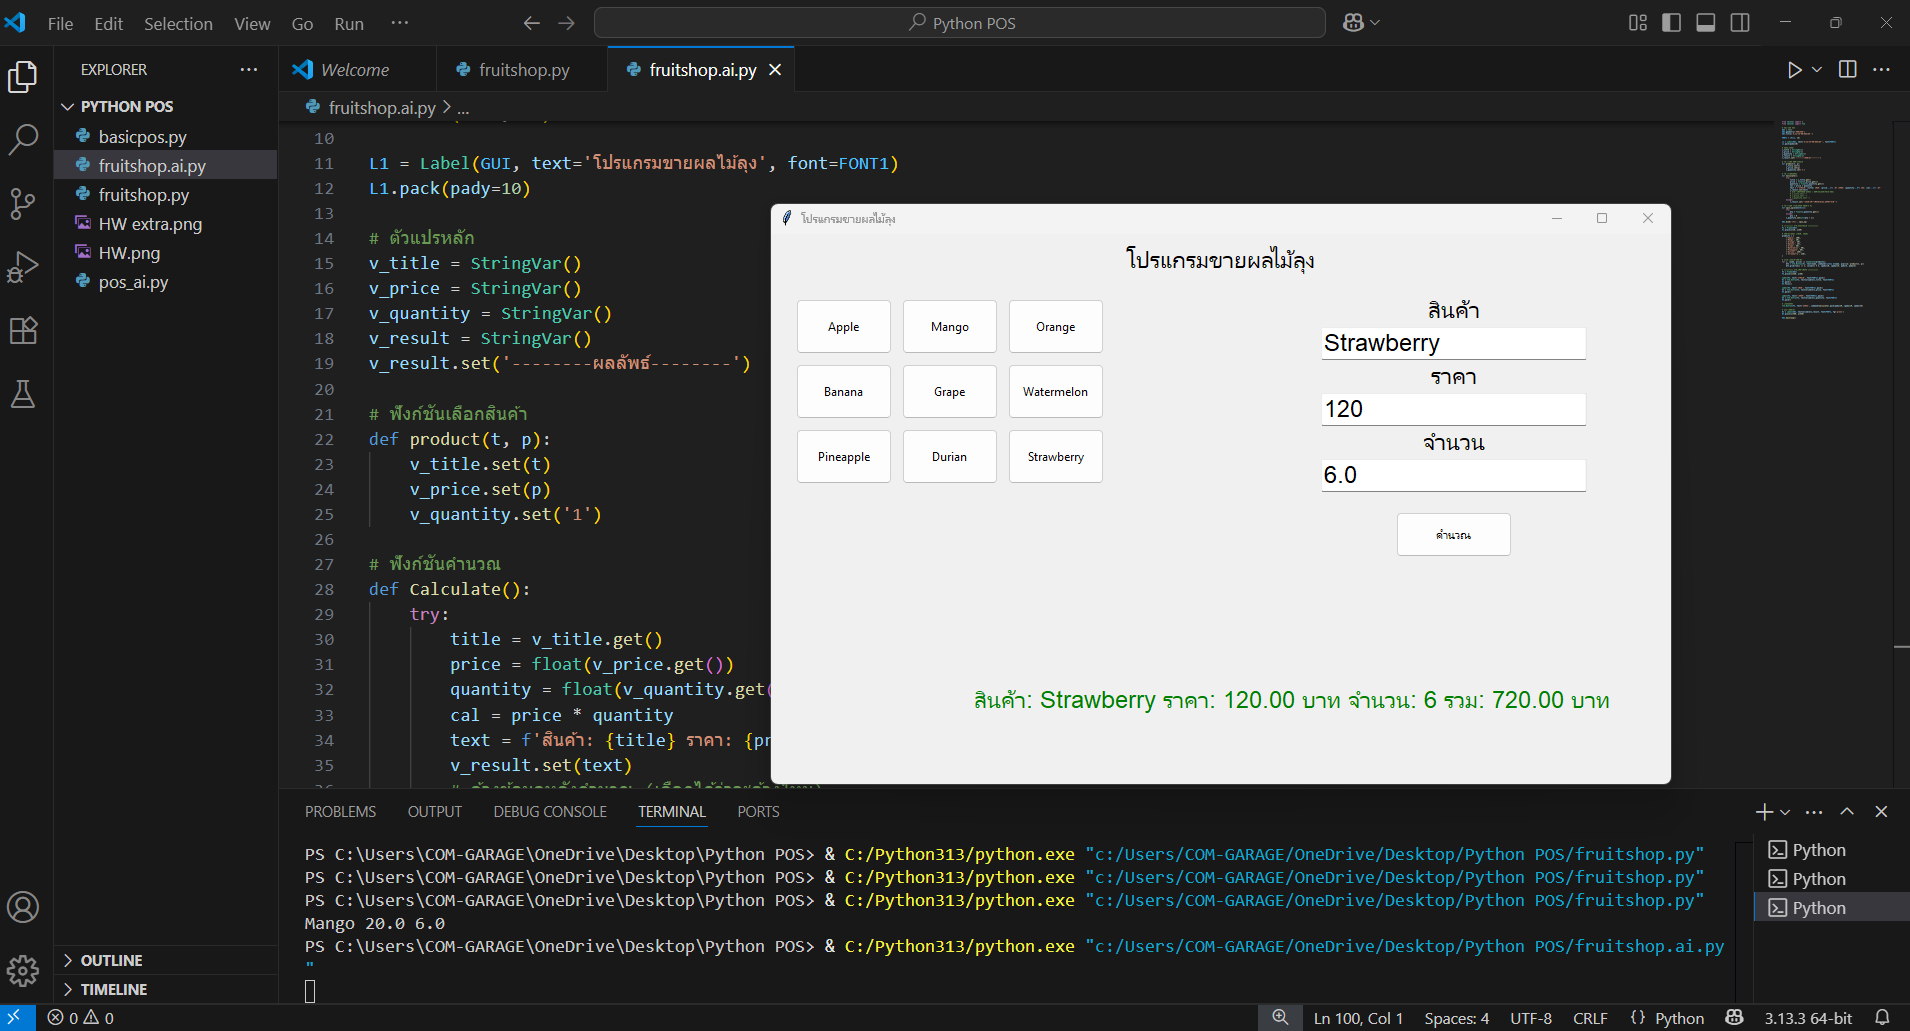 File Edit Selection View Go Run ···
Python POS
EXPLORER
PYTHON POS
basicpos.py
fruitshop.ai.py
fruitshop.py
HW extra.png
HW.png
pos_ai.py
OUTLINE
TIMELINE
Welcome
fruitshop.py
fruitshop.ai.py
fruitshop.ai.py > ...
10
11 L1 = Label(GUI, text='โปรแกรมขายผลไม้ลุง', font=FONT1)
12 L1.pack(pady=10)
13
14 # ตัวแปรหลัก
15 v_title = StringVar()
16 v_price = StringVar()
17 v_quantity = StringVar()
18 v_result = StringVar()
19 v_result.set('--------ผลลัพธ์--------')
20
21 # ฟังก์ชันเลือกสินค้า
22 def product(t, p):
23 v_title.set(t)
24 v_price.set(p)
25 v_quantity.set('1')
26
27 # ฟังก์ชันคำนวณ
28 def Calculate():
29 try:
30 title = v_title.get()
31 price = float(v_price.get())
32 quantity = float(v_quantity.get(
33 cal = price * quantity
34 text = f'สินค้า: {title} ราคา: {pr
35 v_result.set(text)
โปรแกรมขายผลไม้ลุง
โปรแกรมขายผลไม้ลุง
Apple Mango Orange
Banana Grape Watermelon
Pineapple Durian Strawberry
สินค้า
Strawberry
ราคา
120
จำนวน
6.0
คำนวณ
สินค้า: Strawberry ราคา: 120.00 บาท จำนวน: 6 รวม: 720.00 บาท
PROBLEMS OUTPUT DEBUG CONSOLE TERMINAL PORTS
PS C:\Users\COM-GARAGE\OneDrive\Desktop\Python POS> & C:/Python313/python.exe "c:/Users/COM-GARAGE/OneDrive/Desktop/Python POS/fruitshop.py"
PS C:\Users\COM-GARAGE\OneDrive\Desktop\Python POS> & C:/Python313/python.exe "c:/Users/COM-GARAGE/OneDrive/Desktop/Python POS/fruitshop.py"
PS C:\Users\COM-GARAGE\OneDrive\Desktop\Python POS> & C:/Python313/python.exe "c:/Users/COM-GARAGE/OneDrive/Desktop/Python POS/fruitshop.py"
Mango 20.0 6.0
PS C:\Users\COM-GARAGE\OneDrive\Desktop\Python POS> & C:/Python313/python.exe "c:/Users/COM-GARAGE/OneDrive/Desktop/Python POS/fruitshop.ai.py
"
Python
Python
Python
0 0
Ln 100, Col 1 Spaces: 4 UTF-8 CRLF {} Python 3.13.3 64-bit